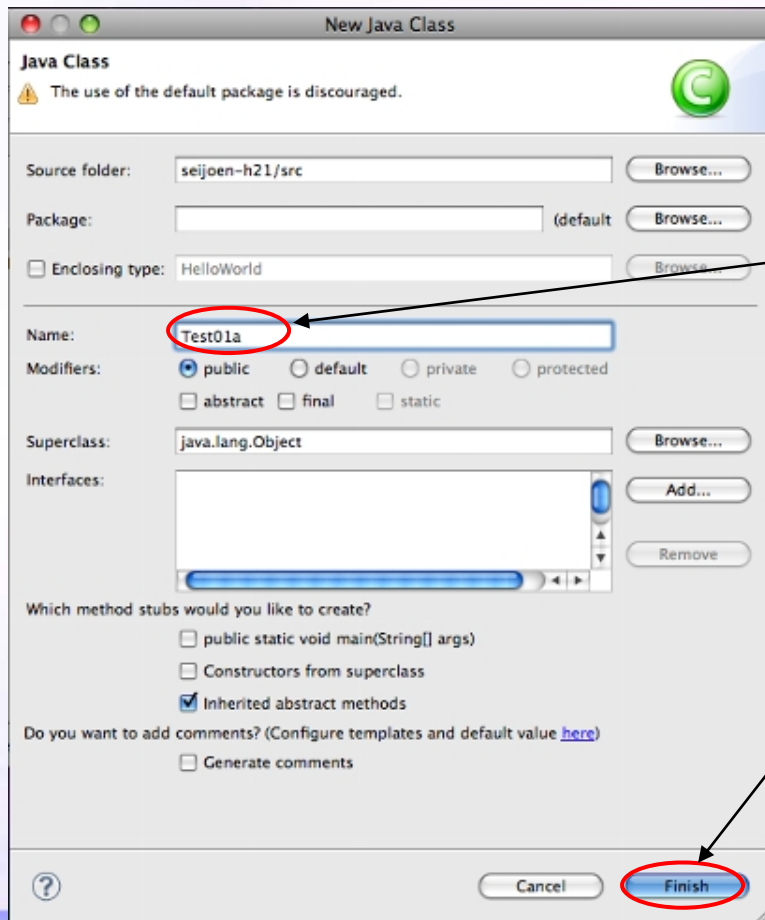 New Java Class
Java Class
The use of the default package is discouraged.
Source folder: seijoen-h21/src Browse...
Package: (default Browse...
Enclosing type: HelloWorld Browse...
Name: Test01a
Modifiers: public default private protected
abstract final static
Superclass: java.lang.Object Browse...
Interfaces: Add...
Remove
Which method stubs would you like to create?
public static void main(String[] args)
Constructors from superclass
Inherited abstract methods
Do you want to add comments? (Configure templates and default value here)
Generate comments
? Cancel Finish